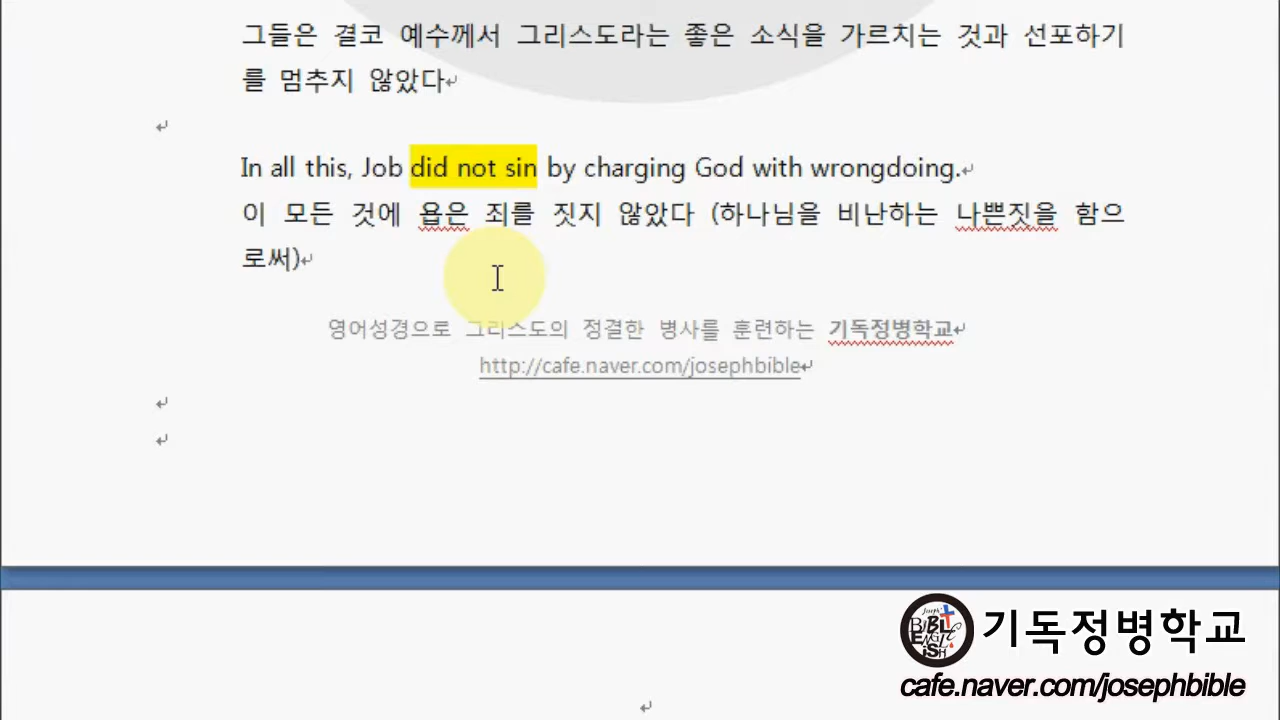 그들은 결코 예수께서 그리스도라는 좋은 소식을 가르치는 것과 선포하기
를 멈추지 않았다
In all this, Job did not sin by charging God with wrongdoing.
이 모든 것에 욥은 죄를 짓지 않았다 (하나님을 비난하는 나쁜짓을 함으
로써)
영어성경으로 그리스도의 정결한 병사를 훈련하는 기독정병학교
http://cafe.naver.com/josephbible
Joseph's
BIBLE
ENGLISH
기독정병학교
cafe.naver.com/josephbible